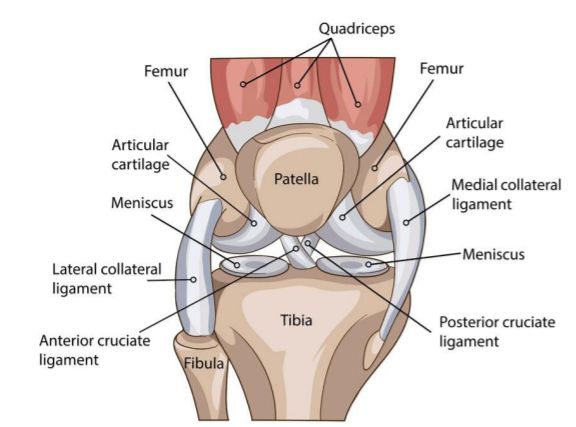 Quadriceps
Femur
Femur
Articular
cartilage
Articular
cartilage
Patella
Meniscus
Medial collateral
ligament
Meniscus
Lateral collateral
ligament
Tibia
Posterior cruciate
ligament
Anterior cruciate
ligament
Fibula